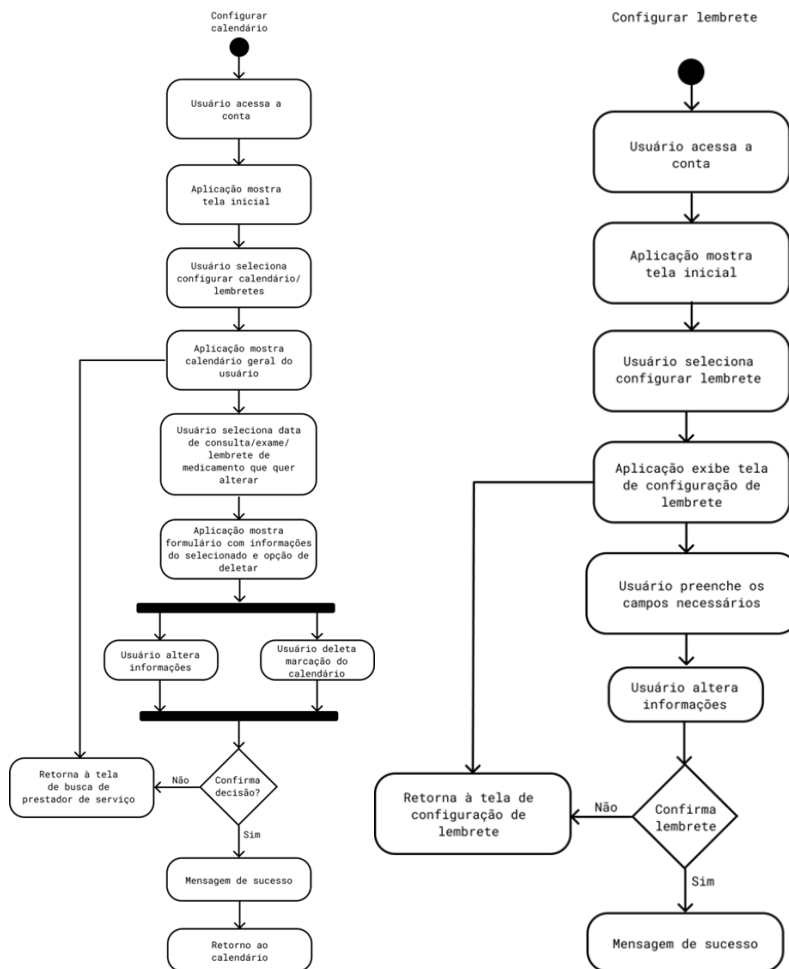 Configurar
calendário
Usuário acessa a
conta
Aplicação mostra
tela inicial
Usuário seleciona
configurar calendário/
lembretes
Aplicação mostra
calendário geral do
usuário
Usuário seleciona data
de consulta/exame/
lembrete de
medicamento que quer
alterar
Aplicação mostra
formulário com informações
do selecionado e opção de
deletar
Usuário altera
informações
Usuário deleta
marcação do
calendário
Retorna à tela
de busca de
prestador de serviço
Não
Confirma
decisão?
Sim
Mensagem de sucesso
Retorno ao
calendário
Configurar lembrete
Usuário acessa a
conta
Aplicação mostra
tela inicial
Usuário seleciona
configurar lembrete
Aplicação exibe tela
de configuração de
lembrete
Usuário preenche os
campos necessários
Usuário altera
informações
Retorna à tela de
configuração de
lembrete
Não
Confirma
lembrete
Sim
Mensagem de sucesso